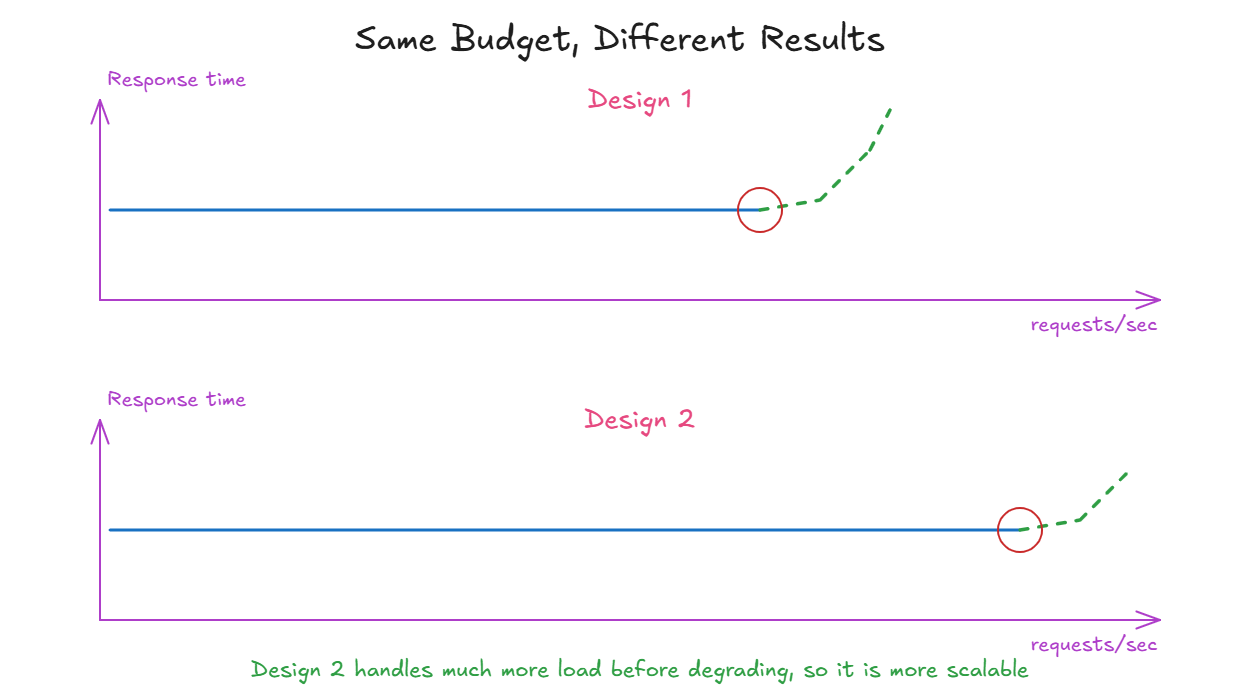 Same Budget, Different Results
Response time
Design 1
requests/sec
Response time
Design 2
requests/sec
Design 2 handles much more load before degrading, so it is more scalable